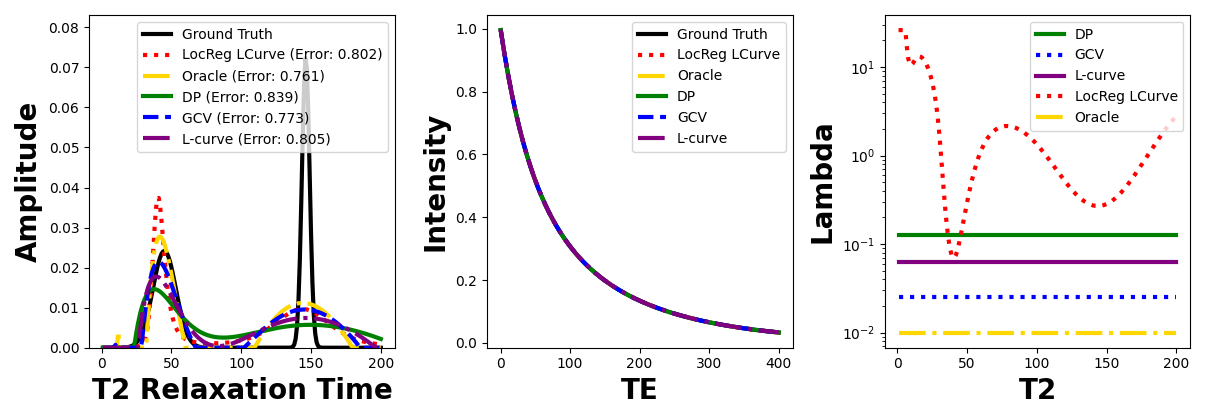 Amplitude
0.08
0.07
0.06
0.05
0.04
0.03
0.02
0.01
0.00
Ground Truth
LocReg LCurve (Error: 0.802)
Oracle (Error: 0.761)
DP (Error: 0.839)
GCV (Error: 0.773)
L-curve (Error: 0.805)
0 50 100 150 200
T2 Relaxation Time
Intensity
1.0
0.8
0.6
0.4
0.2
0.0
Ground Truth
LocReg LCurve
Oracle
DP
GCV
L-curve
0 100 200 300 400
TE
Lambda
10¹
10⁰
10⁻¹
10⁻²
DP
GCV
L-curve
LocReg LCurve
Oracle
0 50 100 150 200
T2